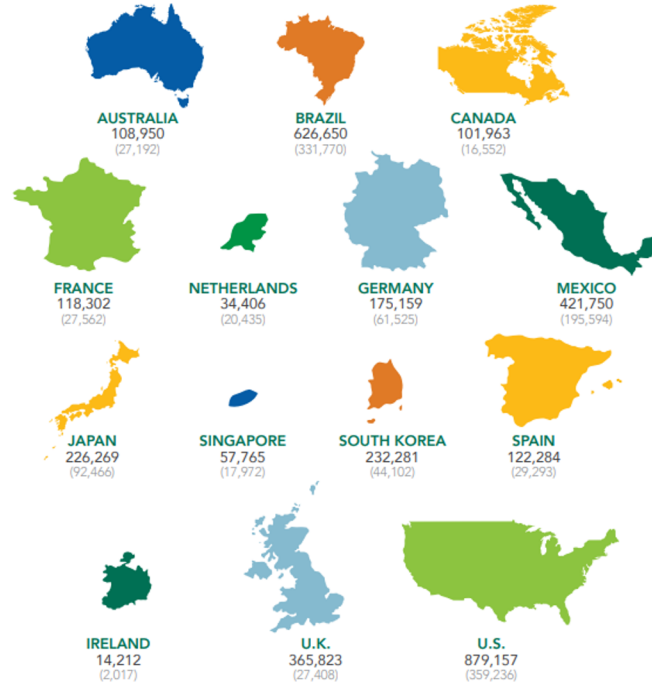 AUSTRALIA
108,950
(27,192)
BRAZIL
626,650
(331,770)
CANADA
101,963
(16,552)
FRANCE
118,302
(27,562)
NETHERLANDS
34,406
(20,435)
GERMANY
175,159
(61,525)
MEXICO
421,750
(195,594)
JAPAN
226,269
(92,466)
SINGAPORE
57,765
(17,972)
SOUTH KOREA
232,281
(44,102)
SPAIN
122,284
(29,293)
IRELAND
14,212
(2,017)
U.K.
365,823
(27,408)
U.S.
879,157
(359,236)